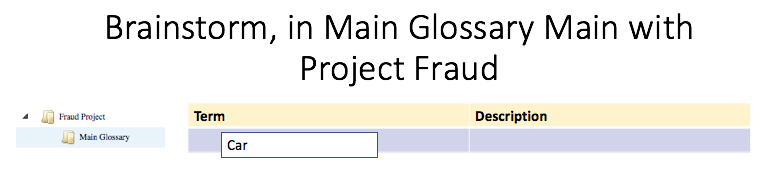 Brainstorm, in Main Glossary Main with
Project Fraud
Fraud Project
Main Glossary
Term Description
Car